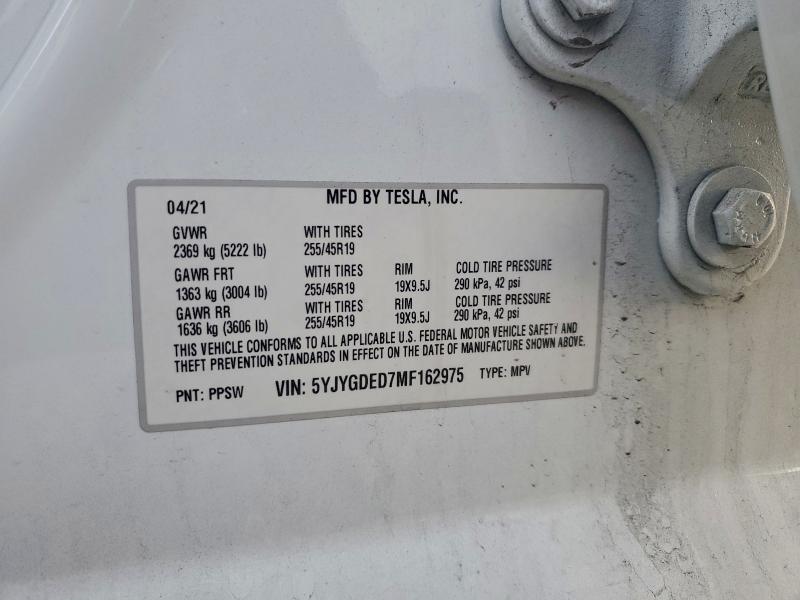 MFD BY TESLA, INC.
04/21
GVWR WITH TIRES
2369 kg (5222 lb) 255/45R19
GAWR FRT WITH TIRES RIM COLD TIRE PRESSURE
1363 kg (3004 lb) 255/45R19 19X9.5J 290 kPa, 42 psi
GAWR RR WITH TIRES RIM COLD TIRE PRESSURE
1636 kg (3606 lb) 255/45R19 19X9.5J 290 kPa, 42 psi
THIS VEHICLE CONFORMS TO ALL APPLICABLE U.S. FEDERAL MOTOR VEHICLE SAFETY AND
THEFT PREVENTION STANDARDS IN EFFECT ON THE DATE OF MANUFACTURE SHOWN ABOVE.
PNT: PPSW VIN: 5YJYGDED7MF162975 TYPE: MPV